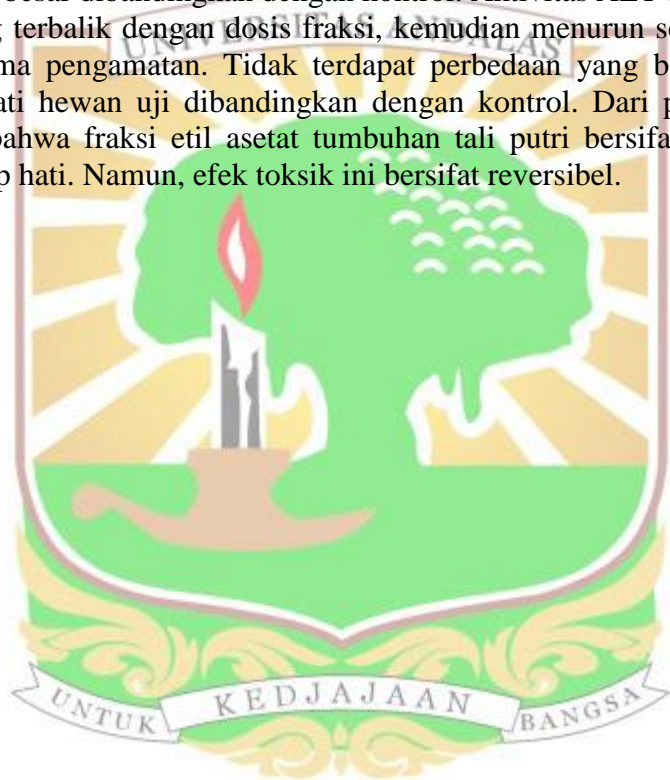 besar dibandingkan dengan kontrol. Aktivitas
g terbalik dengan dosis fraksi, kemudian menurun se
UNIVERSITAS ANDALAS
ma pengamatan. Tidak terdapat perbedaan yang b
ati hewan uji dibandingkan dengan kontrol. Dari p
bahwa fraksi etil asetat tumbuhan tali putri bersifa
p hati. Namun, efek toksik ini bersifat reversibel.
UNTUK KEDJAJAAN BANGSA